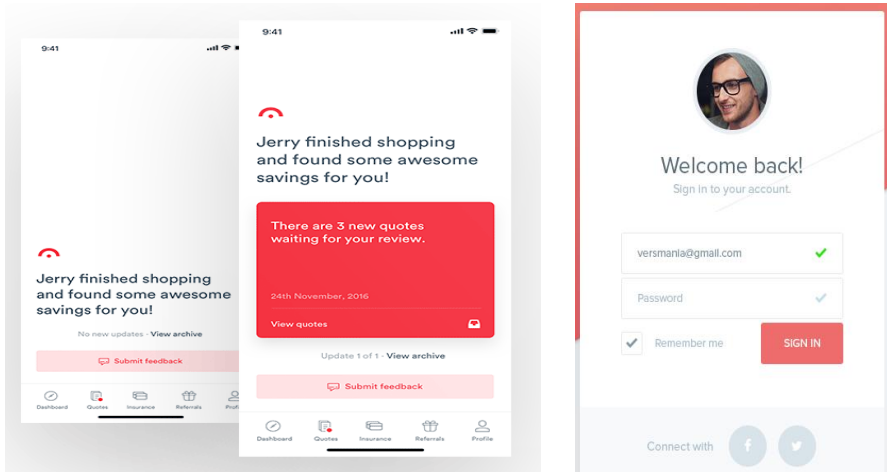 9:41
Jerry finished shopping
and found some awesome
savings for you!
No new updates - View archive
Submit feedback
Dashboard Quotes Insurance Referrals
9:41
Jerry finished shopping
and found some awesome
savings for you!
There are 3 new quotes
waiting for your review.
24th November, 2016
View quotes
Update 1 of 1 - View archive
Submit feedback
Dashboard Quotes Insurance Referrals Profile
Welcome back!
Sign in to your account.
versmania@gmail.com
Password
Remember me SIGN IN
Connect with f